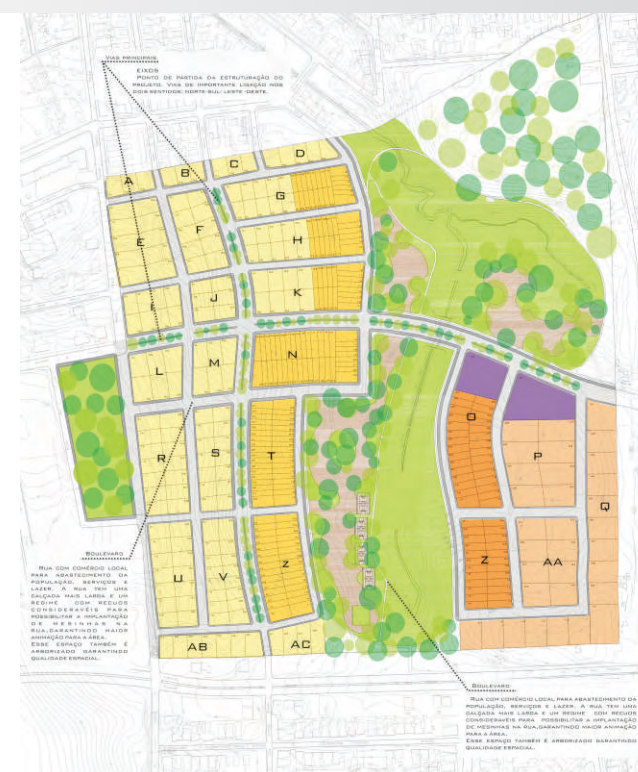 VIAS PRINCIPAIS
EIXOS
PONTO DE PARTIDA DA ESTRUTURAÇÃO DO
PROJETO. VIAS DE IMPORTANTE LIGAÇÃO NOS
DOIS SENTIDOS: NORTE-SUL; LESTE-OESTE.
A
B
C
D
E
F
G
H
I
J
K
L
M
N
O
P
Q
R
S
T
U
V
Z
Z
AA
AB
AC
BOULEVARD
RUA COM COMÉRCIO LOCAL
PARA ABASTECIMENTO DA
POPULAÇÃO, SERVIÇOS E
LAZER. A RUA TEM UMA
CALÇADA MAIS LARGA E UM
REGIME COM RECUOS
CONSIDERAVÉIS PARA
POSSIBILITAR A IMPLANTAÇÃO
DE MESINHAS NA
RUA,GARANTINDO MAIOR
ANIMAÇÃO PARA A ÁREA.
ESSE ESPAÇO TAMBÉM É
ARBORIZADO GARANTINDO
QUALIDADE ESPACIAL.
BOULEVARD
RUA COM COMÉRCIO LOCAL PARA ABASTECIMENTO DA
POPULAÇÃO, SERVIÇOS E LAZER. A RUA TEM UMA
CALÇADA MAIS LARGA E UM REGIME COM RECUOS
CONSIDERAVÉIS PARA POSSIBILITAR A IMPLANTAÇÃO
DE MESINHAS NA RUA,GARANTINDO MAIOR ANIMAÇÃO
PARA A ÁREA.
ESSE ESPAÇO TAMBÉM É ARBORIZADO GARANTINDO
QUALIDADE ESPACIAL.